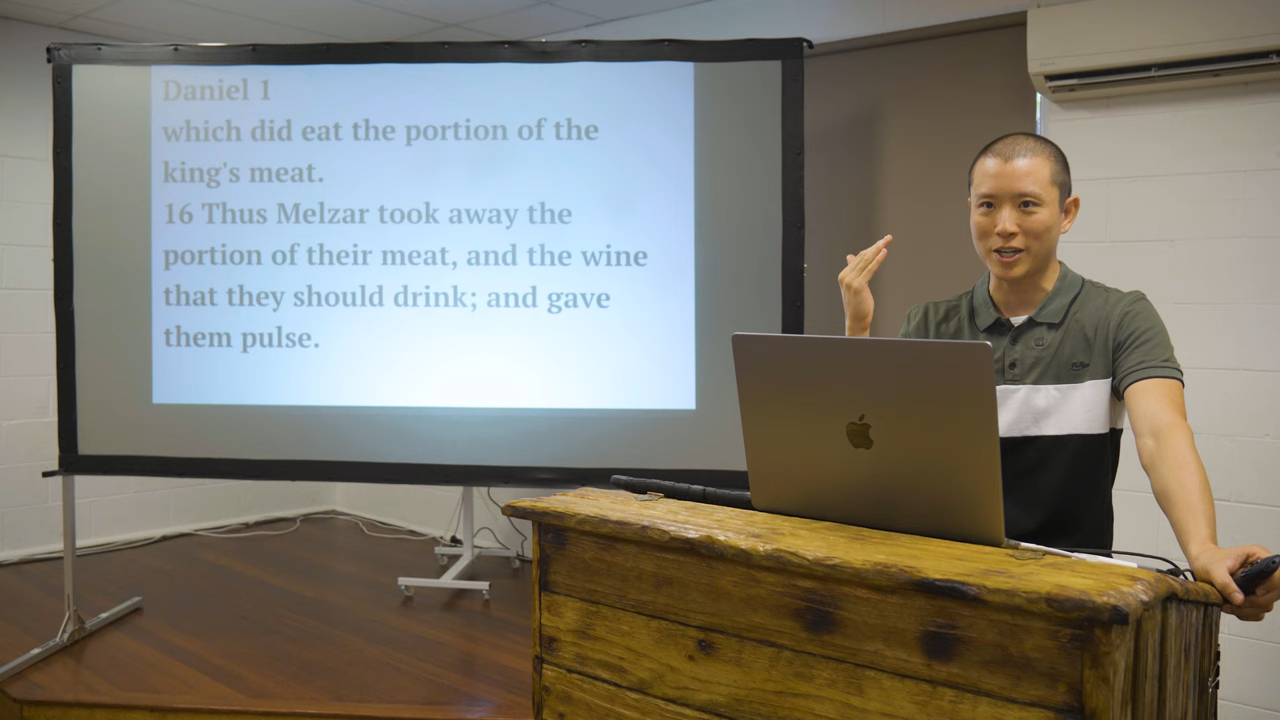 Daniel 1
which did eat the portion of the
king's meat.
16 Thus Melzar took away the
portion of their meat, and the wine
that they should drink; and gave
them pulse.